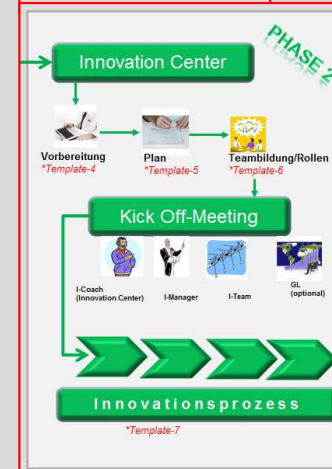 PHASE 2
Innovation Center
Vorbereitung
*Template-4
Plan
*Template-5
Teambildung/Rollen
*Template-6
Kick Off-Meeting
I-Coach
(Innovation Center)
I-Manager
I-Team
GL
(optional)
Innovationsprozess
*Template-7